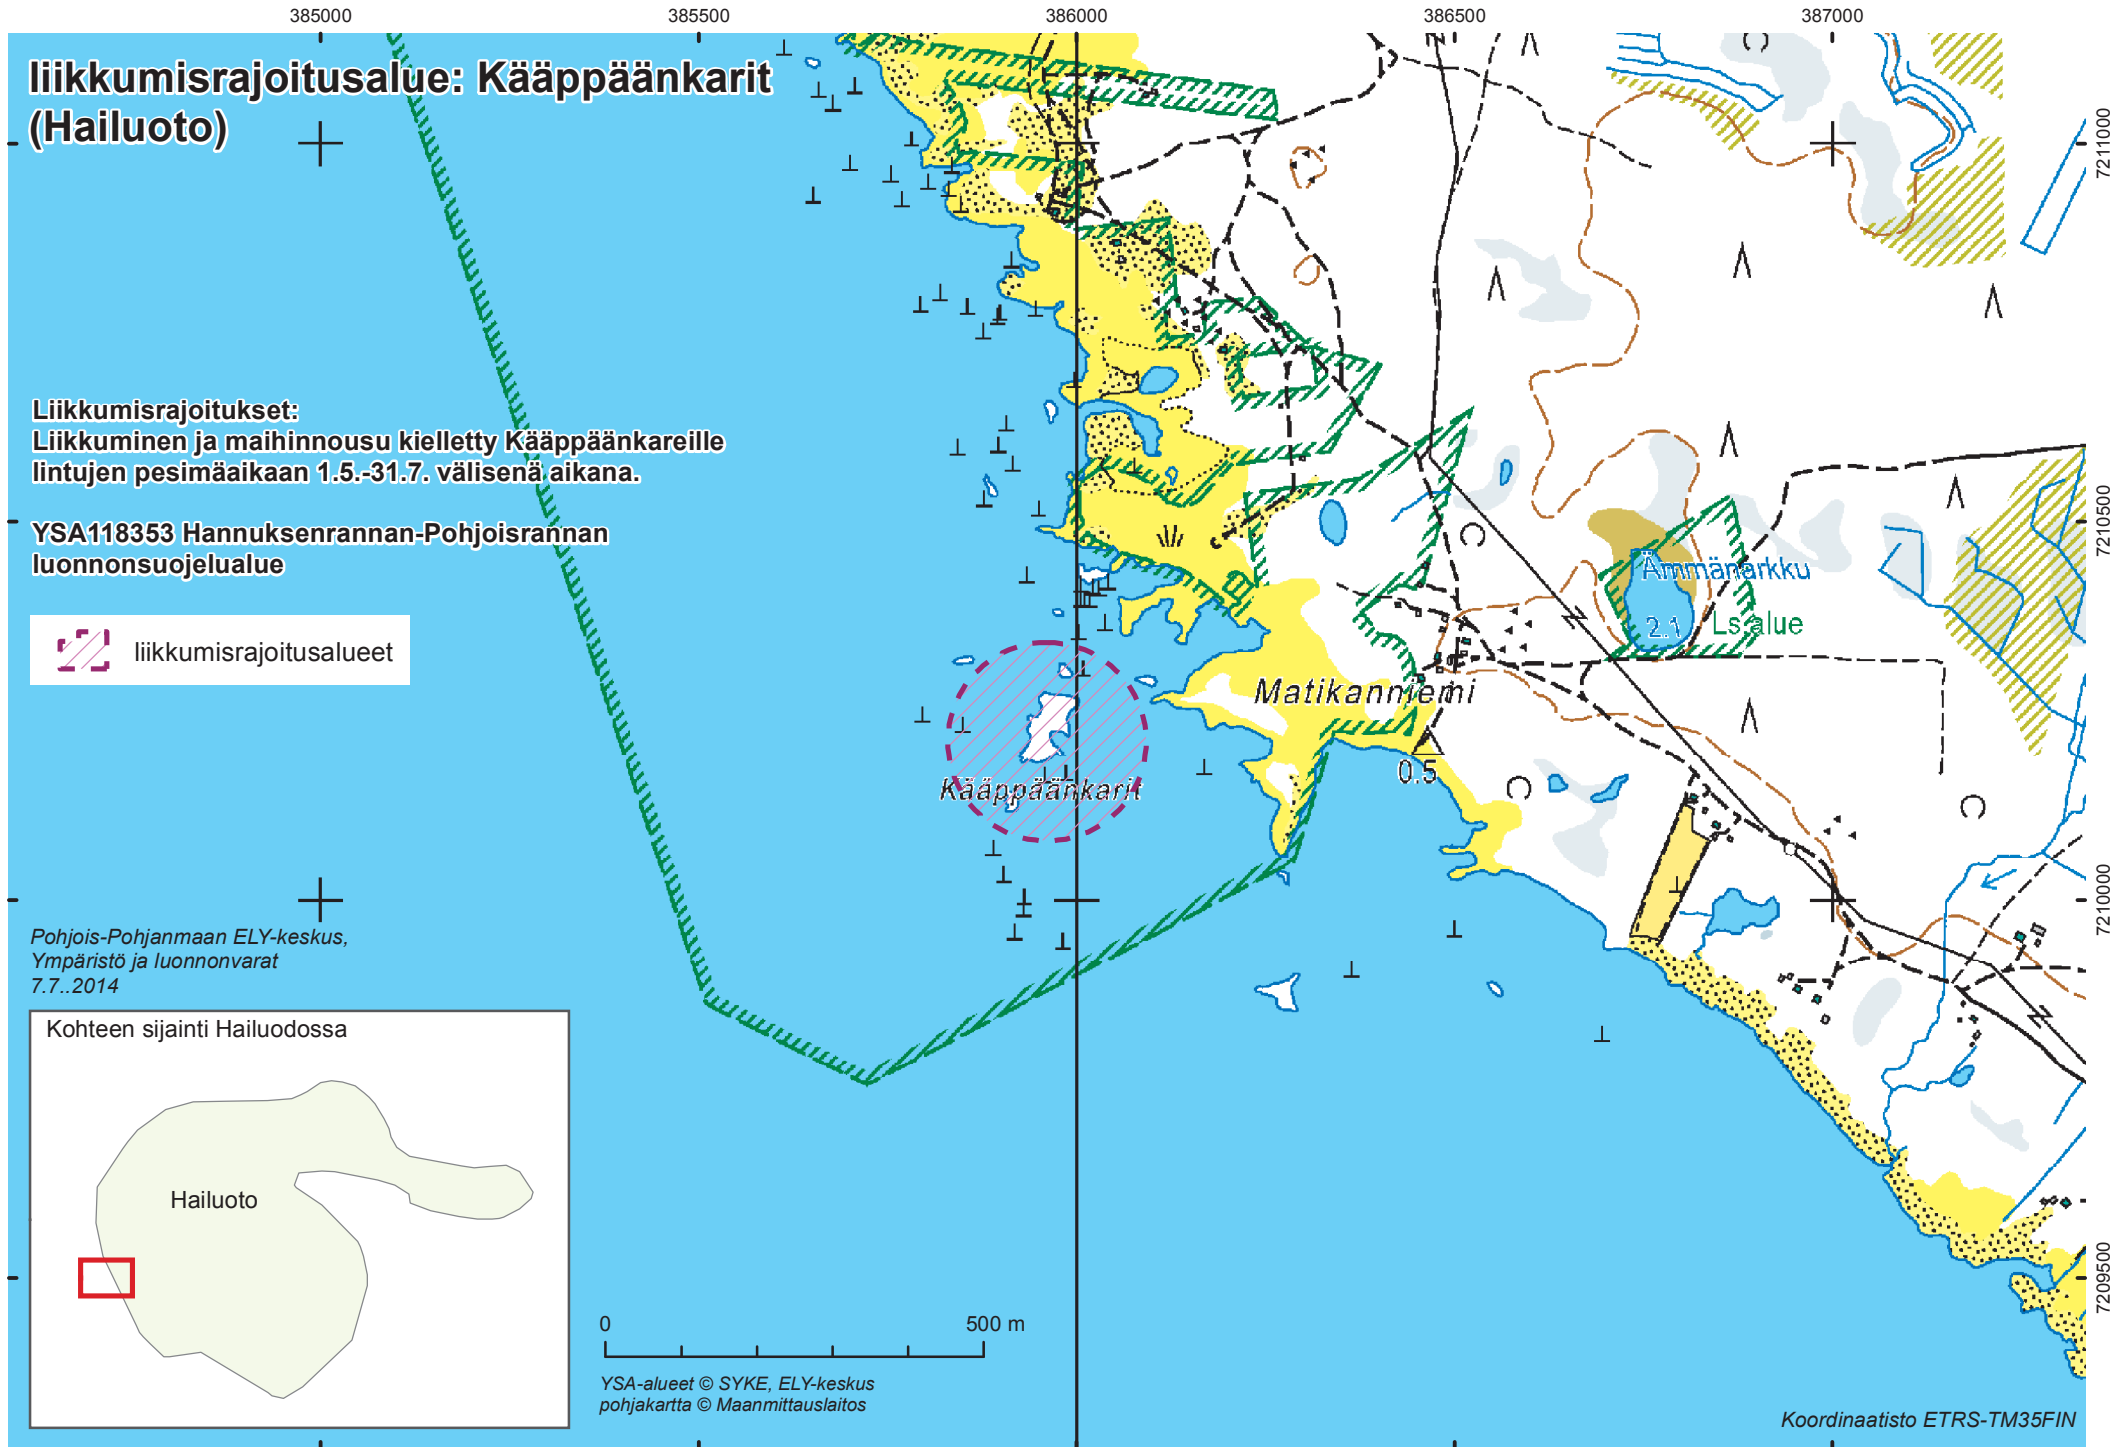 385000 385500 386000 386500 387000
liikkumisrajoitusalue: Kääppäänkarit
(Hailuoto)
7211000
Liikkumisrajoitukset:
Liikkuminen ja maihinnousu kielletty Kääppäänkareille
lintujen pesimäaikaan 1.5.-31.7. välisenä aikana.
7210500
YSA118353 Hannuksenrannan-Pohjoisrannan
luonnonsuojelualue
Ämmänarkku
2.1 Ls-alue
liikkumisrajoitusalueet
Matikanniemi
0.5
Kääppäänkarit
7210000
Pohjois-Pohjanmaan ELY-keskus,
Ympäristö ja luonnonvarat
7.7..2014
Kohteen sijainti Hailuodossa
Hailuoto
7209500
0 500 m
YSA-alueet © SYKE, ELY-keskus
pohjakartta © Maanmittauslaitos
Koordinaatisto ETRS-TM35FIN